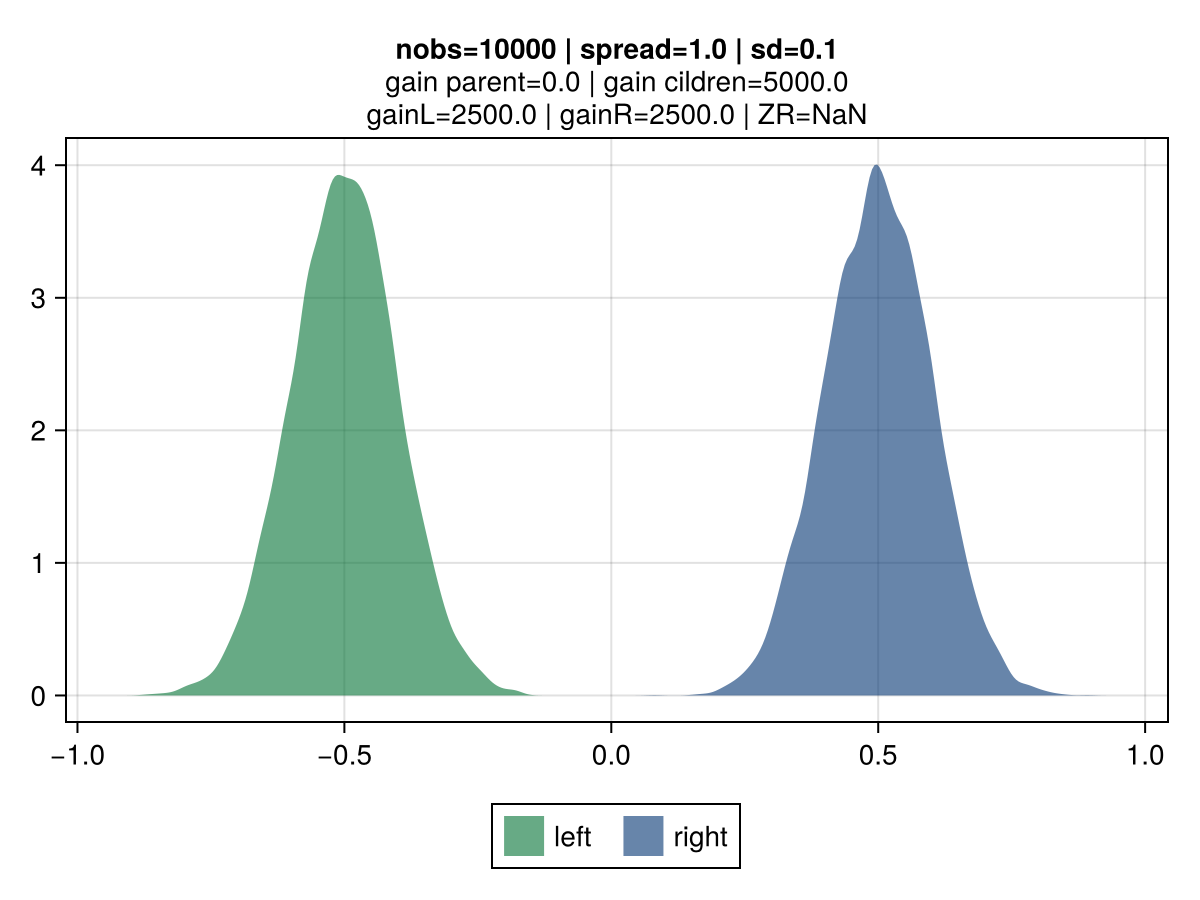 nobs=10000 | spread=1.0 | sd=0.1
gain parent=0.0 | gain cildren=5000.0
gainL=2500.0 | gainR=2500.0 | ZR=NaN
4
3
2
1
0
−1.0 −0.5 0.0 0.5 1.0
left right